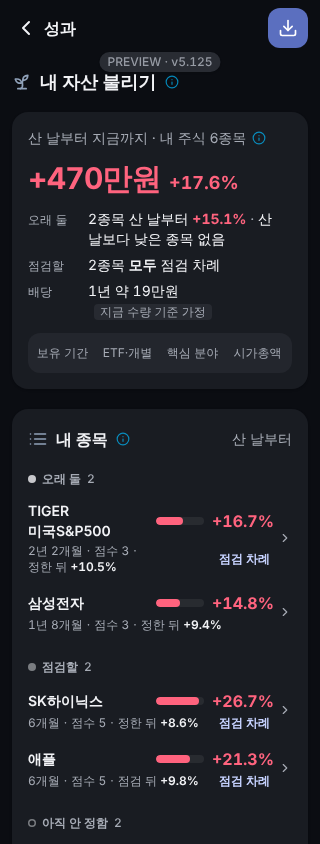 성과
PREVIEW · v5.125
내 자산 불리기
산 날부터 지금까지 · 내 주식 6종목
+470만원 +17.6%
오래 둘 2종목 산 날부터 +15.1% · 산
날보다 낮은 종목 없음
점검할 2종목 모두 점검 차례
배당 1년 약 19만원
지금 수량 기준 가정
보유 기간 ETF·개별 핵심 분야 시가총액
내 종목 산 날부터
오래 둘 2
TIGER
미국S&P500 +16.7%
2년 2개월 · 점수 3 ·
정한 뒤 +10.5% 점검 차례
삼성전자 +14.8%
1년 8개월 · 점수 3 · 정한 뒤 +9.4%
점검할 2
SK하이닉스 +26.7%
6개월 · 점수 5 · 정한 뒤 +8.6% 점검 차례
애플 +21.3%
6개월 · 점수 5 · 점검 뒤 +9.8% 점검 차례
아직 안 정함 2